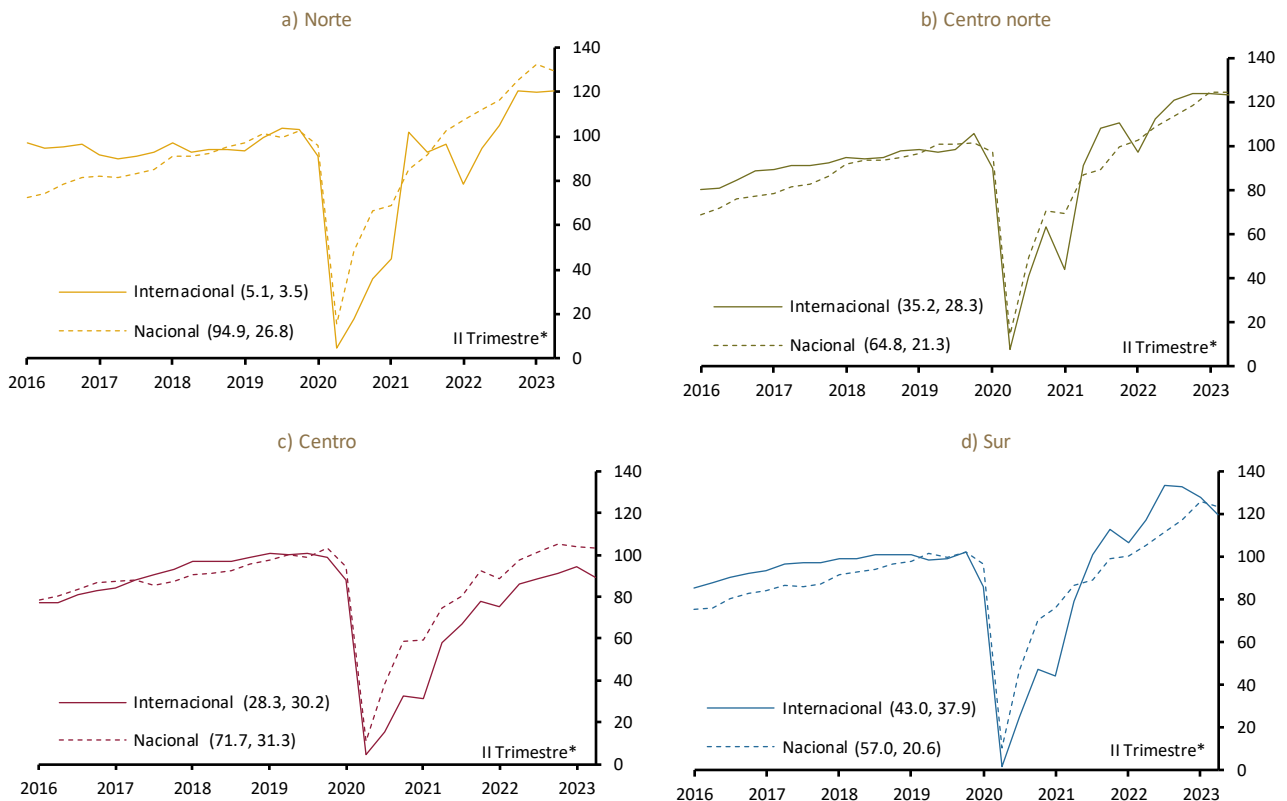 a) Norte
140
120
100
80
60
40
20
0
Internacional (5.1, 3.5)
Nacional (94.9, 26.8)
II Trimestre*
2016 2017 2018 2019 2020 2021 2022 2023
b) Centro norte
140
120
100
80
60
40
20
0
Internacional (35.2, 28.3)
Nacional (64.8, 21.3)
II Trimestre*
2016 2017 2018 2019 2020 2021 2022 2023
c) Centro
140
120
100
80
60
40
20
0
Internacional (28.3, 30.2)
Nacional (71.7, 31.3)
II Trimestre*
2016 2017 2018 2019 2020 2021 2022 2023
d) Sur
140
120
100
80
60
40
20
0
Internacional (43.0, 37.9)
Nacional (57.0, 20.6)
II Trimestre*
2016 2017 2018 2019 2020 2021 2022 2023